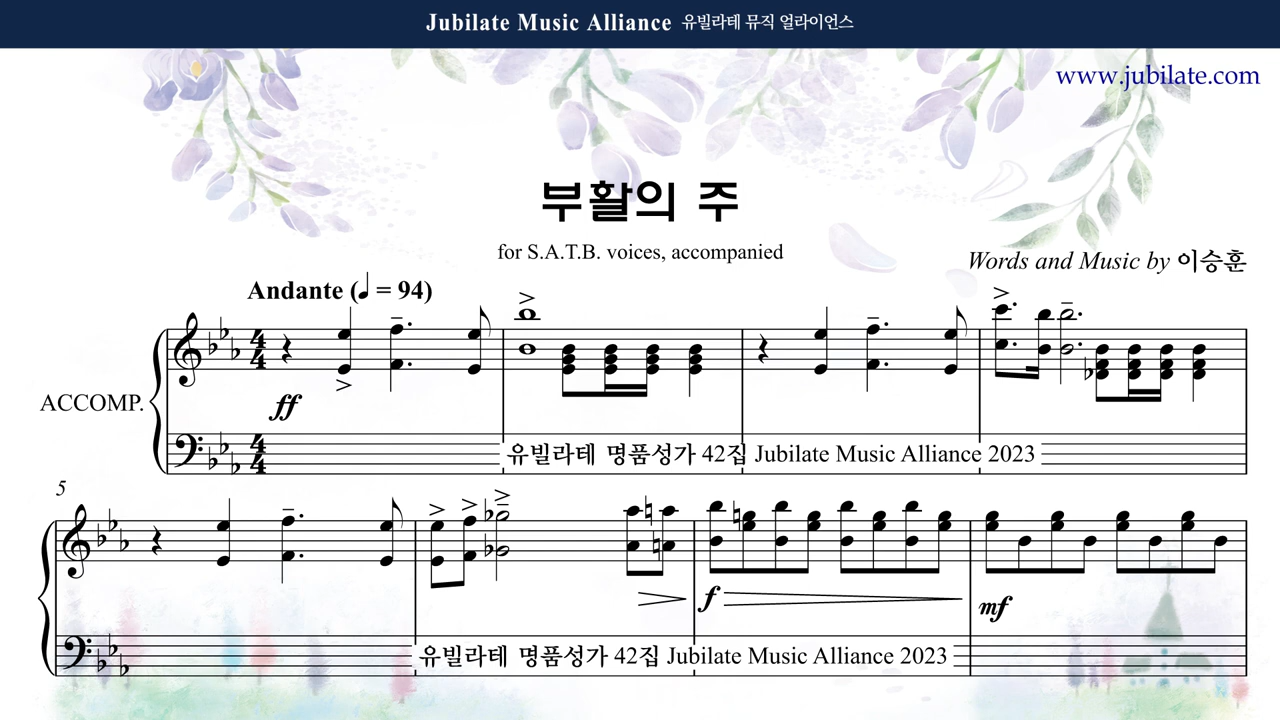 Jubilate Music Alliance 유빌라테 뮤직 얼라이언스
www.jubilate.com
부활의 주
for S.A.T.B. voices, accompanied
Words and Music by 이승훈
Andante (♩ = 94)
ACCOMP.
ff
유빌라테 명품성가 42집 Jubilate Music Alliance 2023
5
f
mf
유빌라테 명품성가 42집 Jubilate Music Alliance 2023